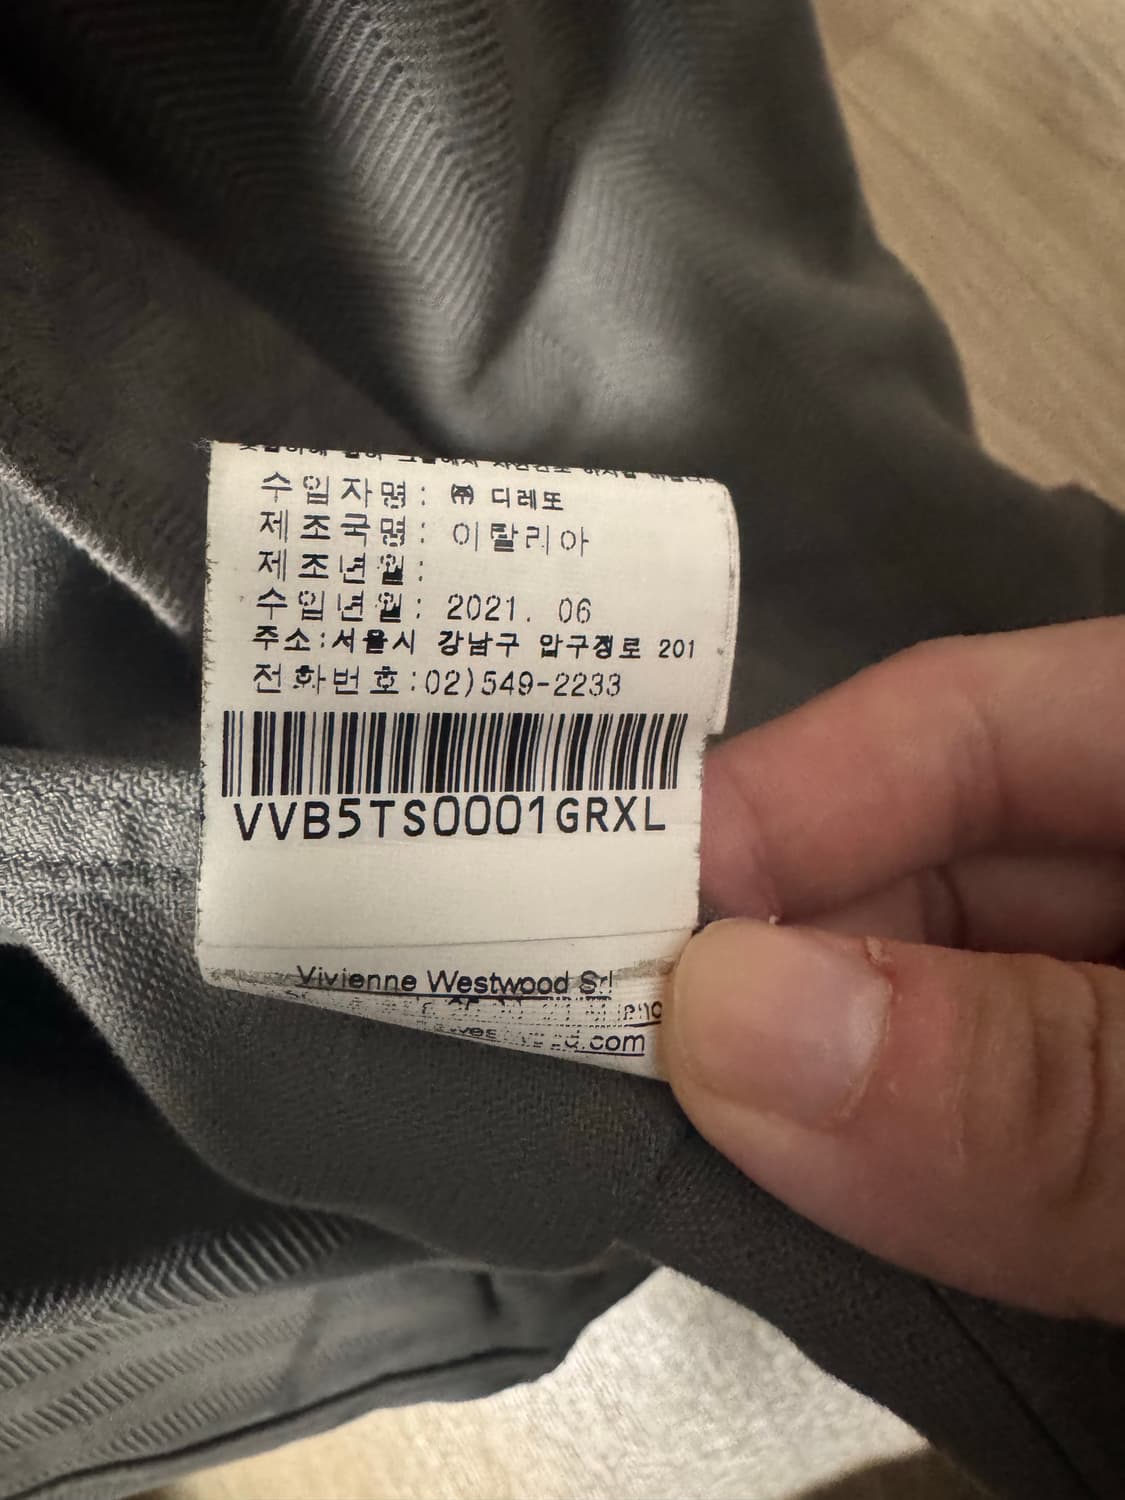 수입자명: ㈜ 디레또
제조국명: 이탈리아
제조년월:
수입년월: 2021. 06
주소:서울시 강남구 압구정로 201
전화번호:02)549-2233
VVB5TS0001GRXL
Vivienne Westwood Srl
.com